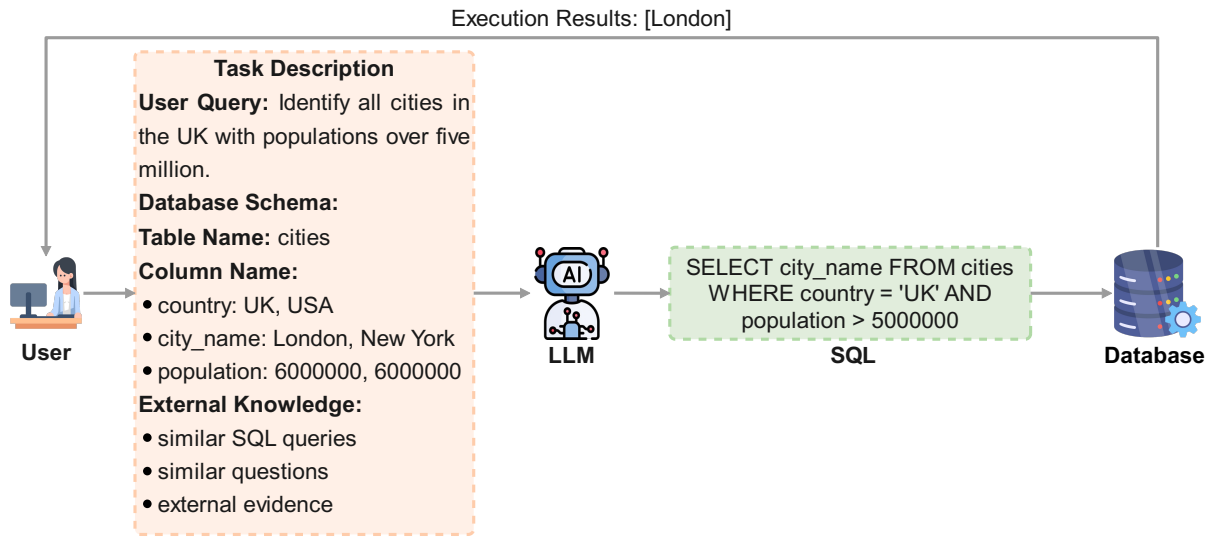 Execution Results: [London]
Task Description
User Query: Identify all cities in
the UK with populations over five
million.
Database Schema:
Table Name: cities
Column Name:
• country: UK, USA
• city_name: London, New York
• population: 6000000, 6000000
External Knowledge:
• similar SQL queries
• similar questions
• external evidence
User
AI
LLM
SELECT city_name FROM cities
WHERE country = 'UK' AND
population > 5000000
SQL
Database